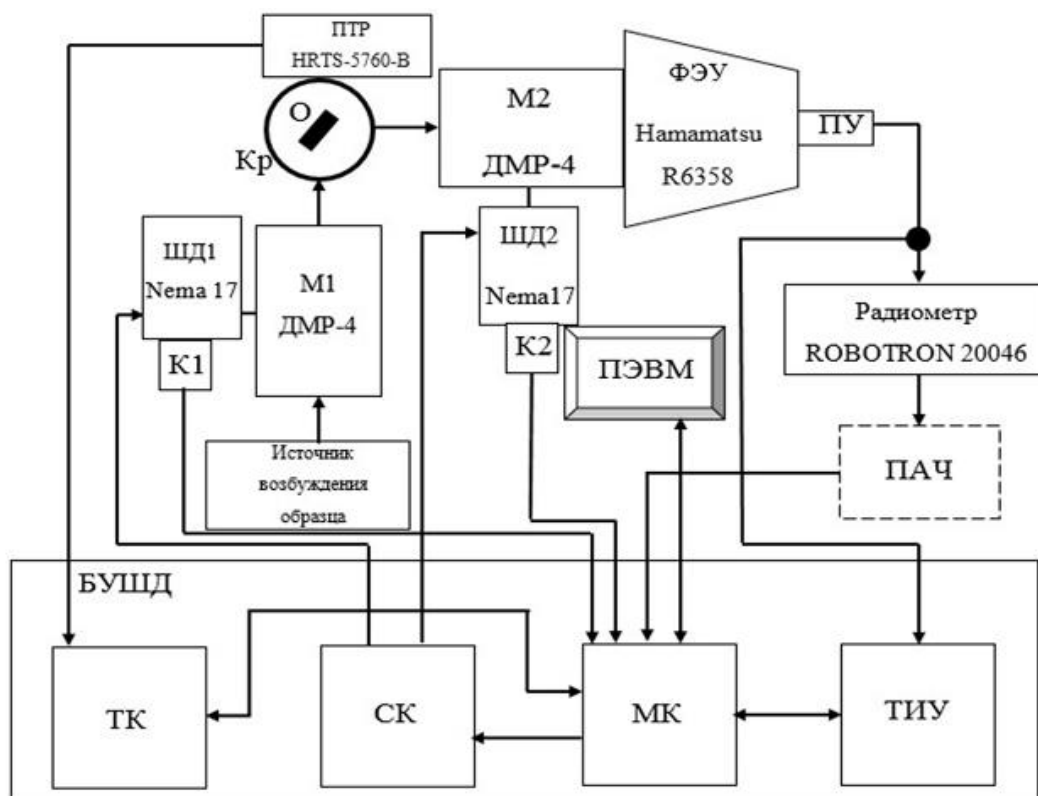 ПТР
HRTS-5760-B
О
Кр
М2
ДМР-4
ФЭУ
Hamamatsu
R6358
ПУ
ШД1
Nema 17
К1
М1
ДМР-4
ШД2
Nema17
К2
ПЭВМ
Радиометр
ROBOTRON 20046
ПАЧ
Источник
возбуждения
образца
БУШД
ТК
СК
МК
ТИУ